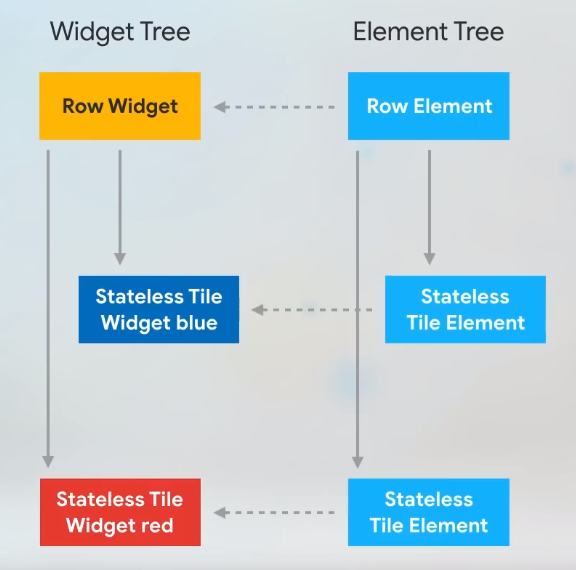 Widget Tree
Element Tree
Row Widget
Row Element
Stateless Tile
Widget blue
Stateless
Tile Element
Stateless Tile
Widget red
Stateless
Tile Element